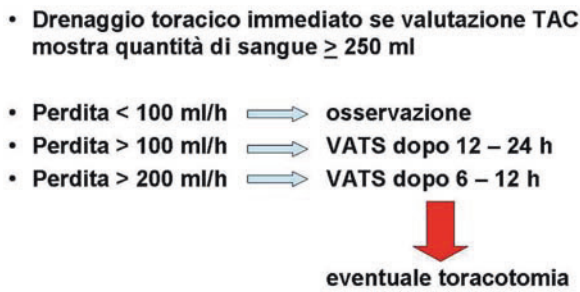 • Drenaggio toracico immediato se valutazione TAC
mostra quantità di sangue ≥ 250 ml
• Perdita < 100 ml/h osservazione
• Perdita > 100 ml/h VATS dopo 12 – 24 h
• Perdita > 200 ml/h VATS dopo 6 – 12 h
eventuale toracotomia